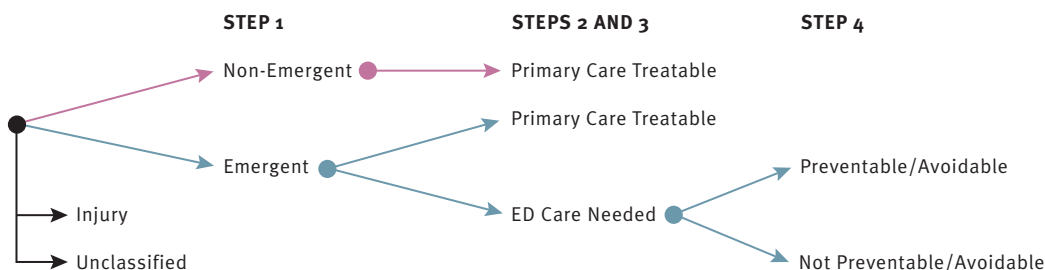 STEP 1 STEPS 2 AND 3 STEP 4
Non-Emergent Primary Care Treatable
Primary Care Treatable
Emergent Preventable/Avoidable
Injury ED Care Needed
Unclassified Not Preventable/Avoidable